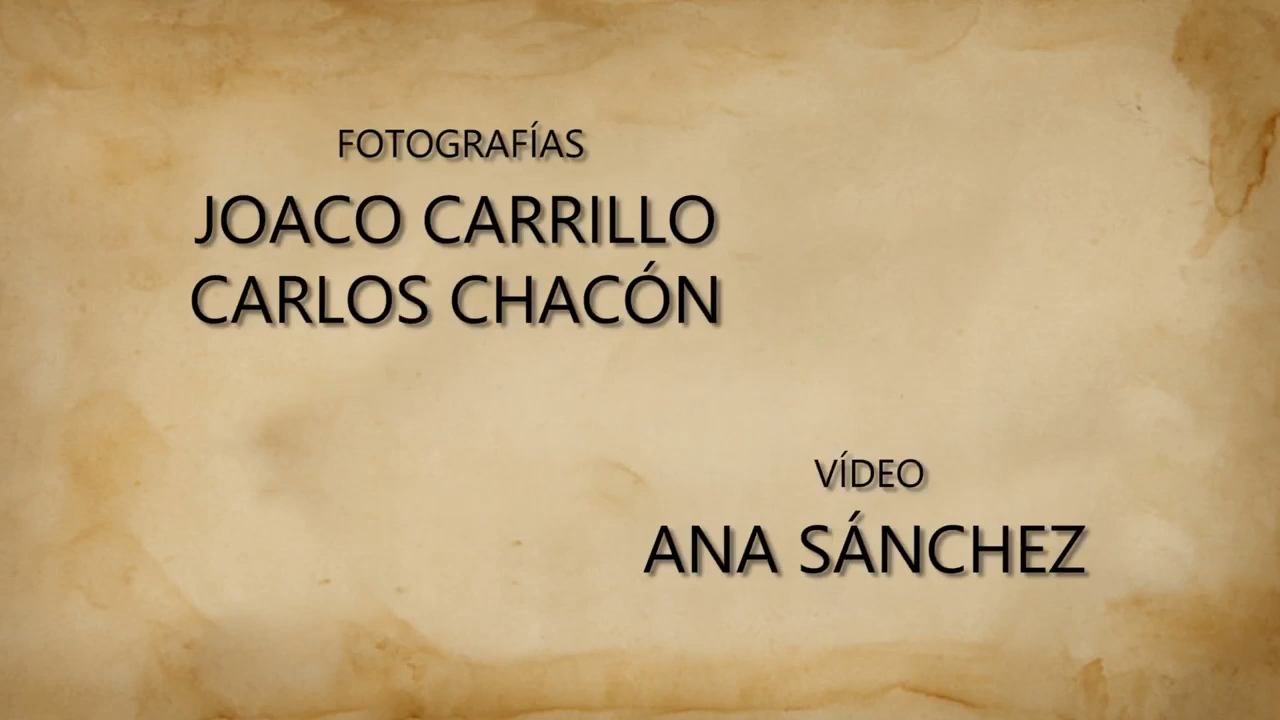 FOTOGRAFÍAS
JOACO CARRILLO
CARLOS CHACÓN
VÍDEO
ANA SÁNCHEZ